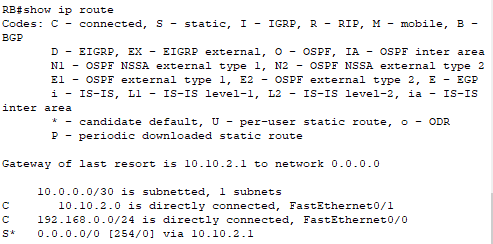 RB#show ip route
Codes: C - connected, S - static, I - IGRP, R - RIP, M - mobile, B -
BGP
D - EIGRP, EX - EIGRP external, O - OSPF, IA - OSPF inter area
N1 - OSPF NSSA external type 1, N2 - OSPF NSSA external type 2
E1 - OSPF external type 1, E2 - OSPF external type 2, E - EGP
i - IS-IS, L1 - IS-IS level-1, L2 - IS-IS level-2, ia - IS-IS
inter area
* - candidate default, U - per-user static route, o - ODR
P - periodic downloaded static route
Gateway of last resort is 10.10.2.1 to network 0.0.0.0
10.0.0.0/30 is subnetted, 1 subnets
C 10.10.2.0 is directly connected, FastEthernet0/1
C 192.168.0.0/24 is directly connected, FastEthernet0/0
S* 0.0.0.0/0 [254/0] via 10.10.2.1